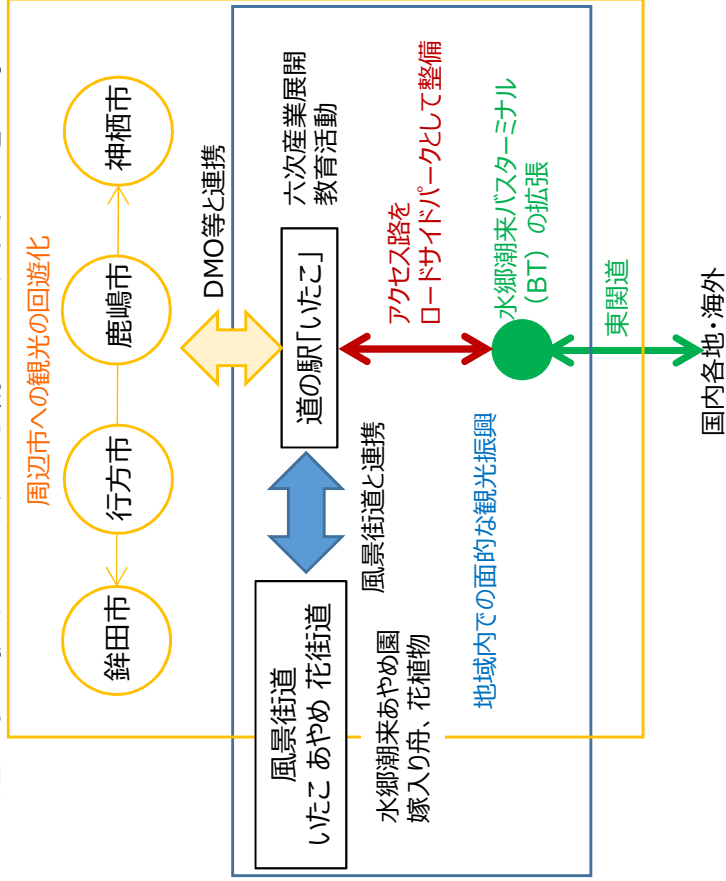 周辺市への観光の回遊化
鉾田市
行方市
鹿嶋市
神栖市
DMO等と連携
風景街道
いたこ あやめ 花街道
道の駅「いたこ」
六次産業展開
教育活動
風景街道と連携
水郷潮来あやめ園
嫁入り舟、花植物
アクセス路を
ロードサイドパークとして整備
地域内での面的な観光振興
水郷潮来バスターミナル
（BT）の拡張
東関道
国内各地・海外